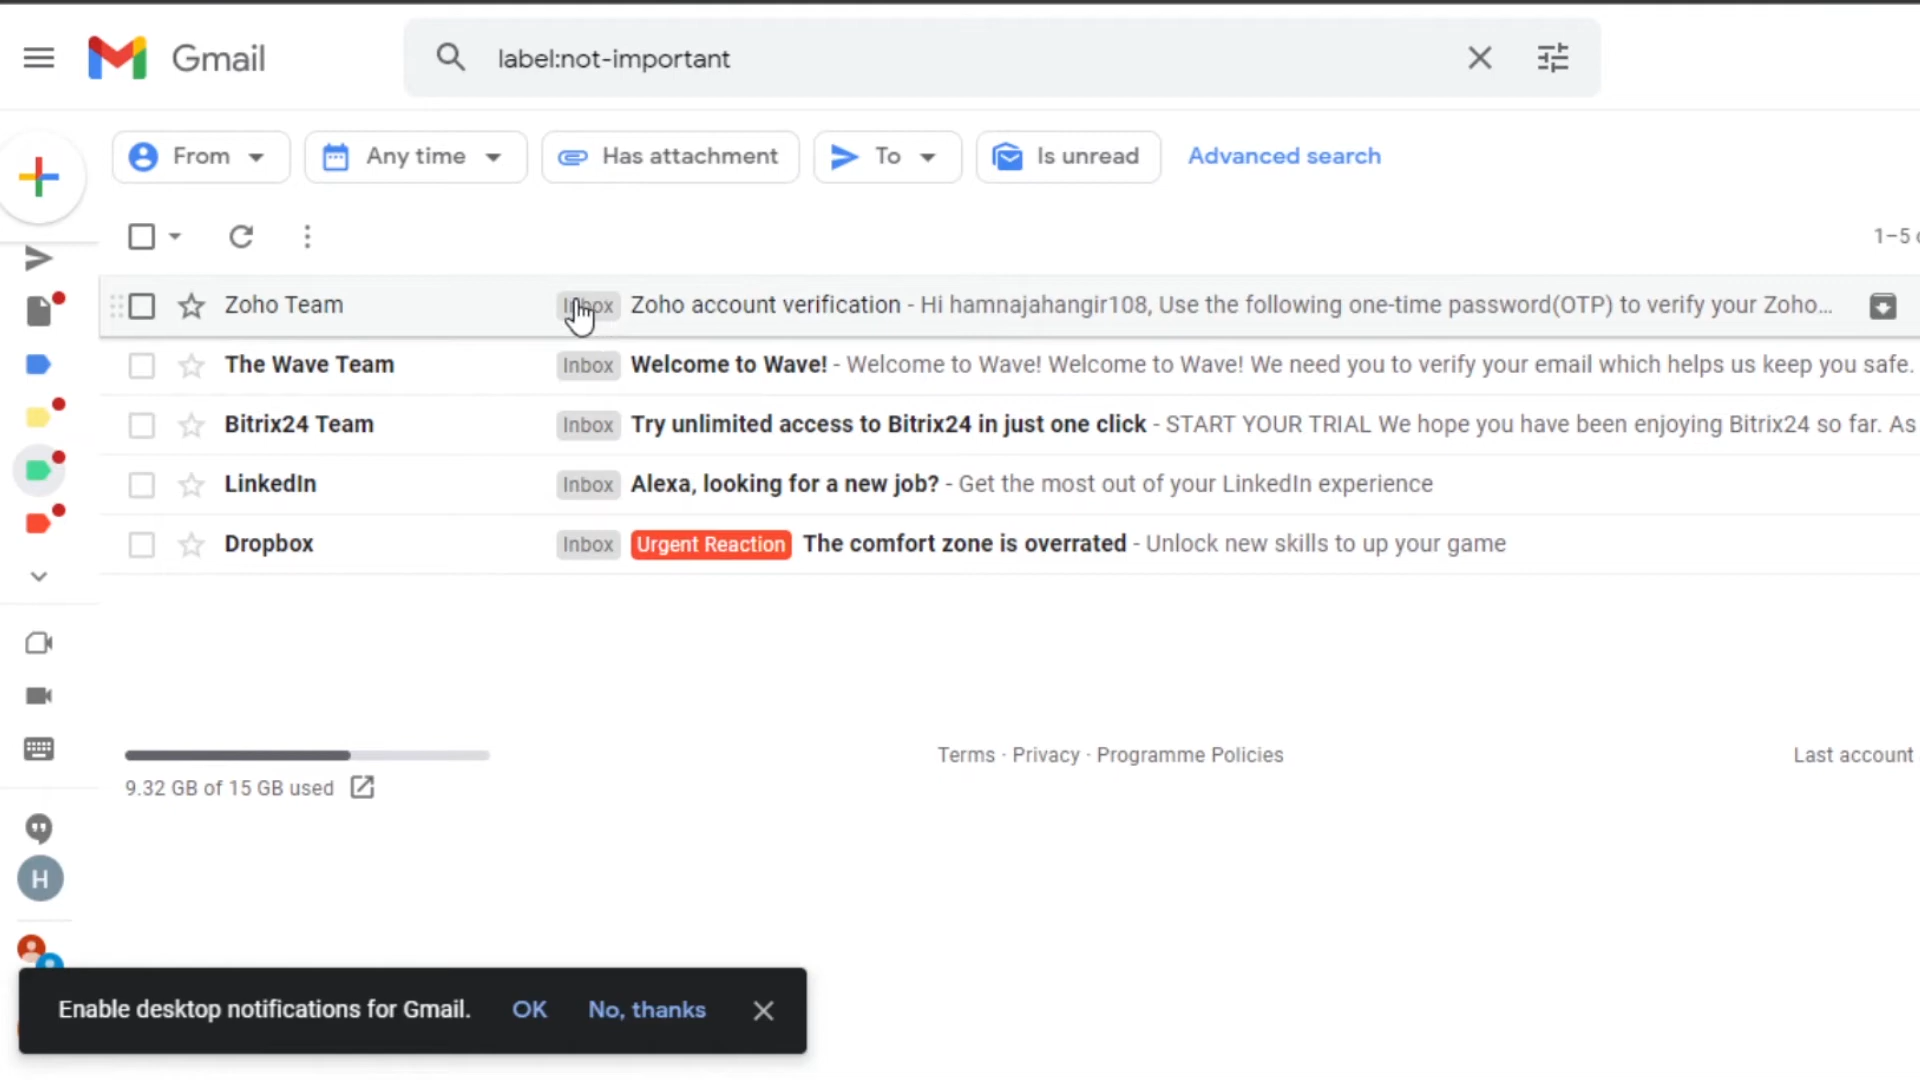 Gmail
label:not-important
From Any time Has attachment To Is unread Advanced search
1–5
Zoho Team Inbox Zoho account verification - Hi hamnajahangir108, Use the following one-time password(OTP) to verify your Zoho...
The Wave Team Inbox Welcome to Wave! - Welcome to Wave! Welcome to Wave! We need you to verify your email which helps us keep you safe.
Bitrix24 Team Inbox Try unlimited access to Bitrix24 in just one click - START YOUR TRIAL We hope you have been enjoying Bitrix24 so far. As
LinkedIn Inbox Alexa, looking for a new job? - Get the most out of your LinkedIn experience
Dropbox Inbox Urgent Reaction The comfort zone is overrated - Unlock new skills to up your game
Terms · Privacy · Programme Policies
Last account
9.32 GB of 15 GB used
H
Enable desktop notifications for Gmail. OK No, thanks